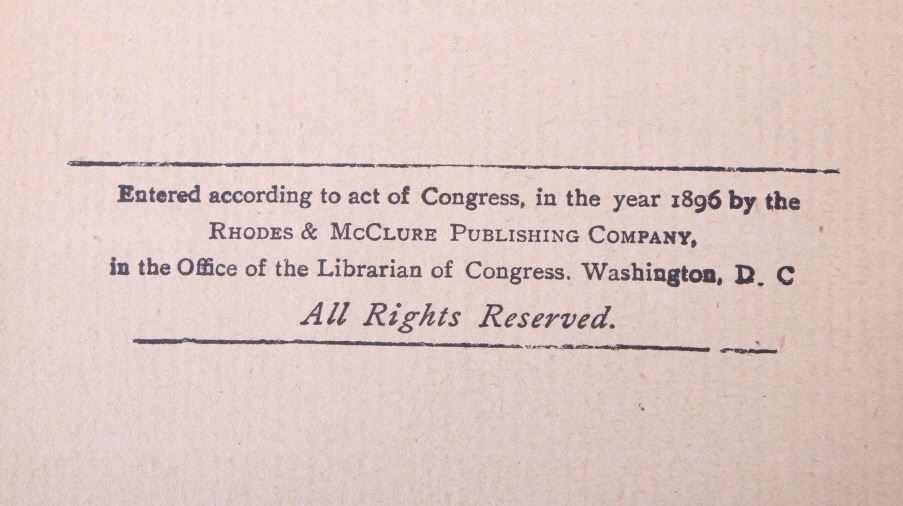 Entered according to act of Congress, in the year 1896 by the
RHODES & MCCLURE PUBLISHING COMPANY,
in the Office of the Librarian of Congress. Washington, D. C
All Rights Reserved.